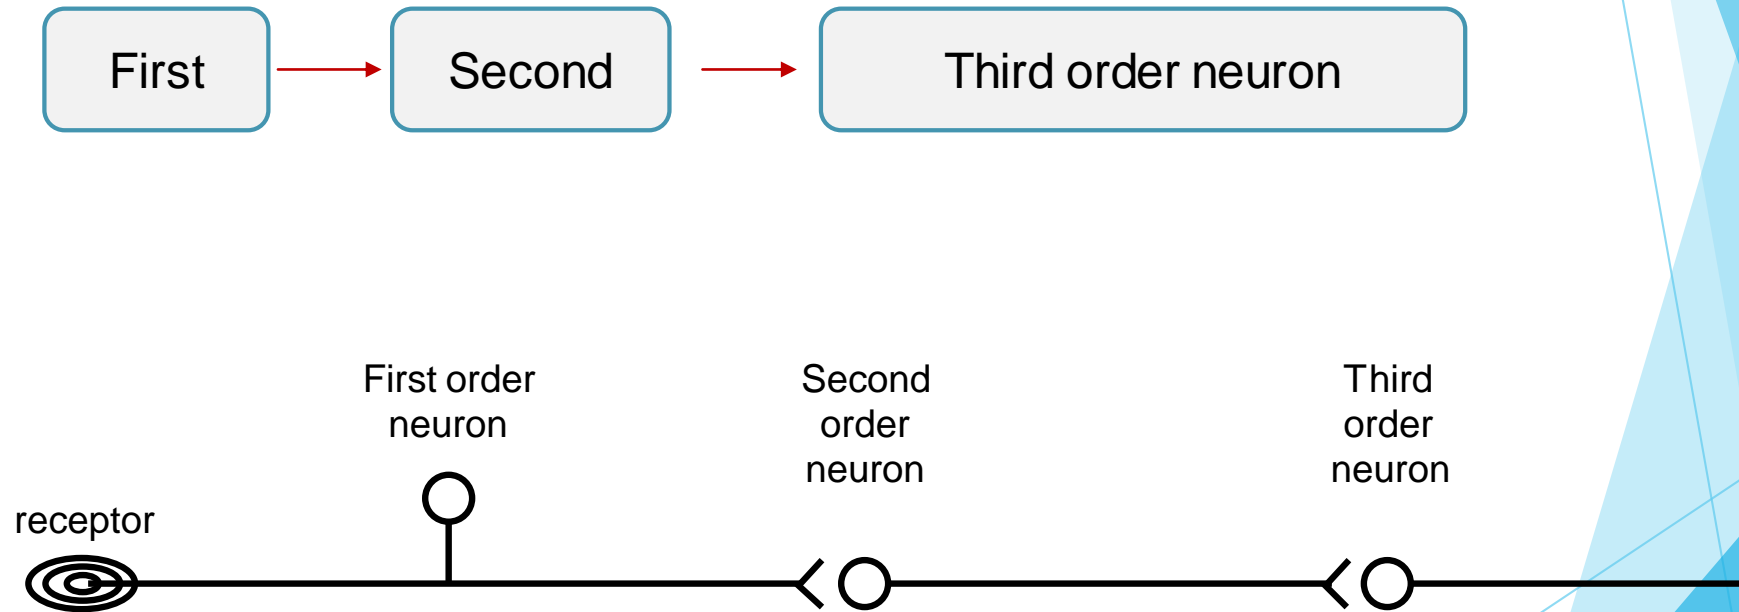 First
Second
Third order neuron
First order
neuron
Second
order
neuron
Third
order
neuron
receptor